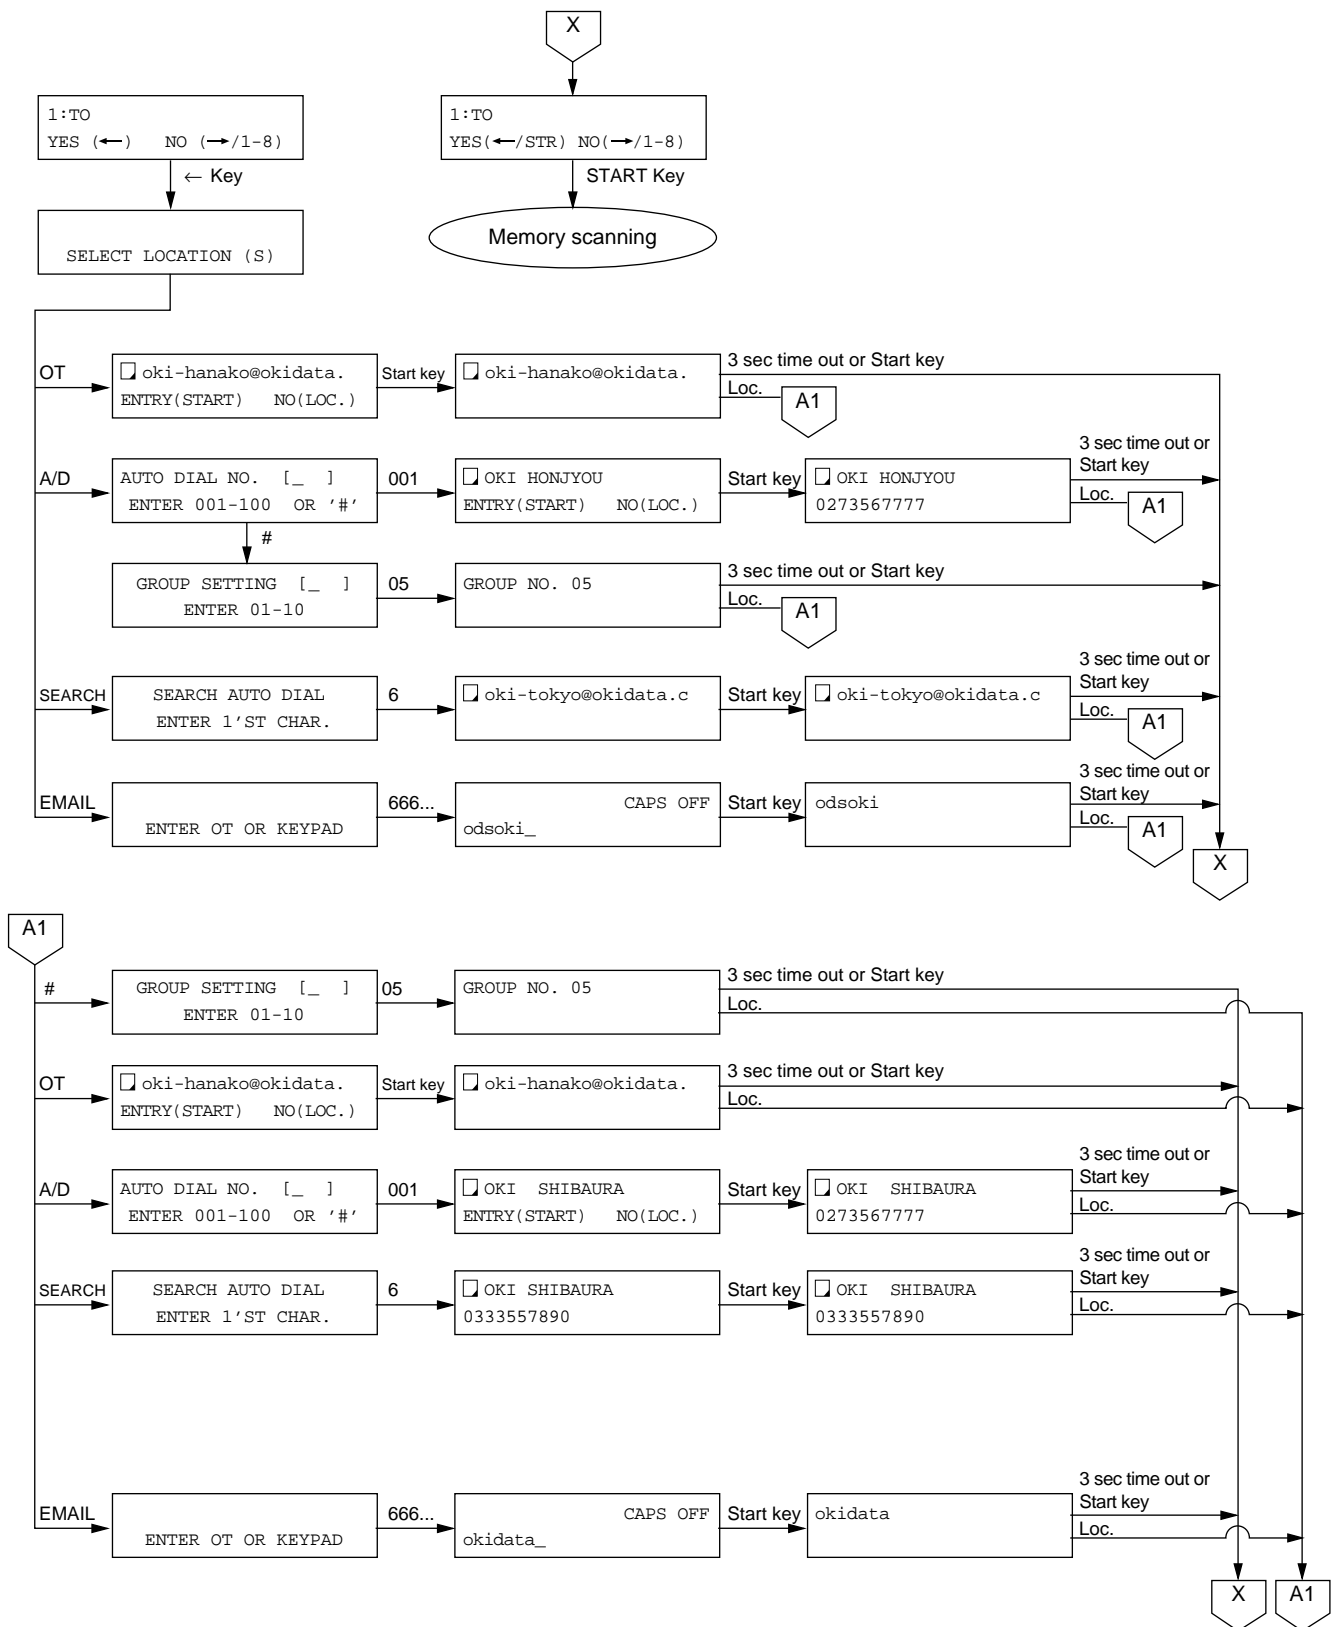 X
1:TO
YES (←) NO (→/1-8)
1:TO
YES(←/STR) NO(→/1-8)
← Key
START Key
SELECT LOCATION (S)
Memory scanning
OT
oki-hanako@okidata.
ENTRY(START) NO(LOC.)
Start key
oki-hanako@okidata.
3 sec time out or Start key
Loc.
A1
A/D
AUTO DIAL NO. [_ ]
ENTER 001-100 OR '#'
001
OKI HONJYOU
ENTRY(START) NO(LOC.)
Start key
OKI HONJYOU
0273567777
3 sec time out or
Start key
Loc.
A1
#
GROUP SETTING [_ ]
ENTER 01-10
05
GROUP NO. 05
3 sec time out or Start key
Loc.
A1
SEARCH
SEARCH AUTO DIAL
ENTER 1'ST CHAR.
6
oki-tokyo@okidata.c
Start key
oki-tokyo@okidata.c
3 sec time out or
Start key
Loc.
A1
EMAIL
ENTER OT OR KEYPAD
666...
CAPS OFF
odsoki_
Start key
odsoki
3 sec time out or
Start key
Loc.
A1
X
A1
#
GROUP SETTING [_ ]
ENTER 01-10
05
GROUP NO. 05
3 sec time out or Start key
Loc.
OT
oki-hanako@okidata.
ENTRY(START) NO(LOC.)
Start key
oki-hanako@okidata.
3 sec time out or Start key
Loc.
A/D
AUTO DIAL NO. [_ ]
ENTER 001-100 OR '#'
001
OKI SHIBAURA
ENTRY(START) NO(LOC.)
Start key
OKI SHIBAURA
0273567777
3 sec time out or
Start key
Loc.
SEARCH
SEARCH AUTO DIAL
ENTER 1'ST CHAR.
6
OKI SHIBAURA
0333557890
Start key
OKI SHIBAURA
0333557890
3 sec time out or
Start key
Loc.
EMAIL
ENTER OT OR KEYPAD
666...
CAPS OFF
okidata_
Start key
okidata
3 sec time out or
Start key
Loc.
X
A1